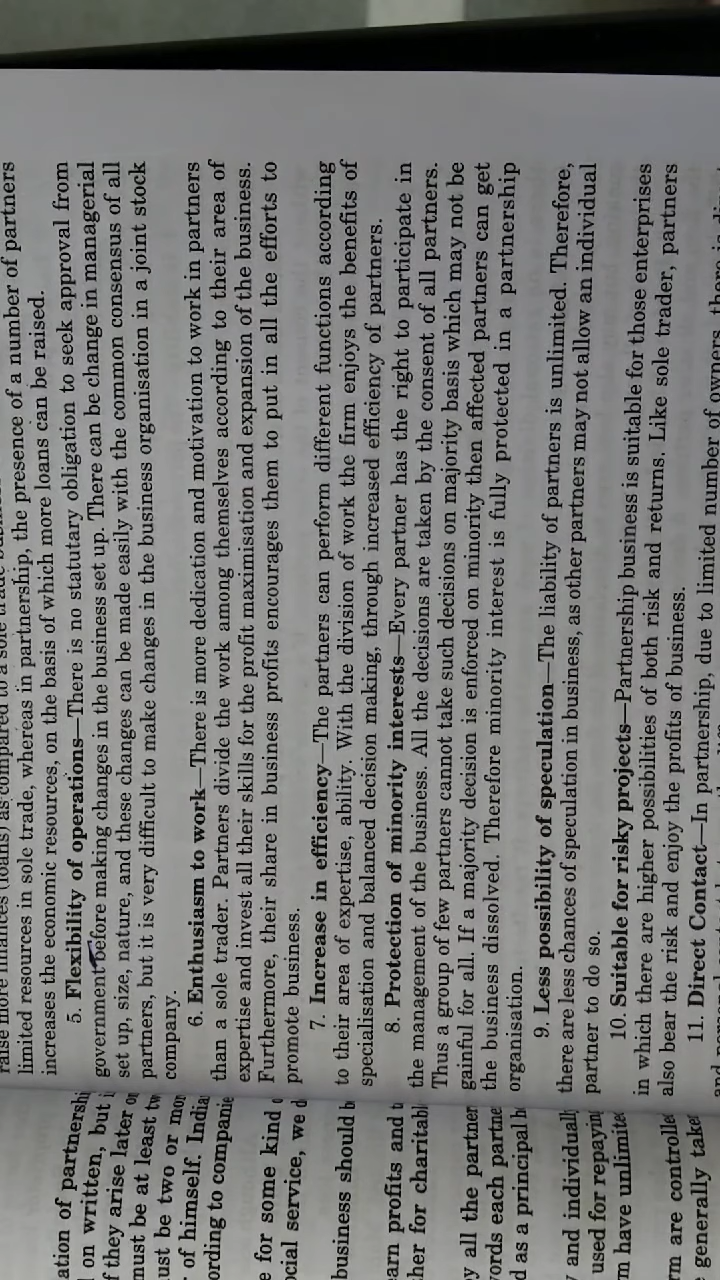 raise more finances (loans) as compared to a sole trade
limited resources in sole trade, whereas in partnership, the presence of a number of partners
increases the economic resources, on the basis of which more loans can be raised.
5. Flexibility of operations—There is no statutary obligation to seek approval from
government before making changes in the business set up. There can be change in managerial
set up, size, nature, and these changes can be made easily with the common consensus of all
partners, but it is very difficult to make changes in the business organisation in a joint stock
company.
6. Enthusiasm to work—There is more dedication and motivation to work in partners
than a sole trader. Partners divide the work among themselves according to their area of
expertise and invest all their skills for the profit maximisation and expansion of the business.
Furthermore, their share in business profits encourages them to put in all the efforts to
promote business.
7. Increase in efficiency—The partners can perform different functions according
to their area of expertise, ability. With the division of work the firm enjoys the benefits of
specialisation and balanced decision making, through increased efficiency of partners.
8. Protection of minority interests—Every partner has the right to participate in
the management of the business. All the decisions are taken by the consent of all partners.
Thus a group of few partners cannot take such decisions on majority basis which may not be
gainful for all. If a majority decision is enforced on minority then affected partners can get
the business dissolved. Therefore minority interest is fully protected in a partnership
organisation.
9. Less possibility of speculation—The liability of partners is unlimited. Therefore,
there are less chances of speculation in business, as other partners may not allow an individual
partner to do so.
10. Suitable for risky projects—Partnership business is suitable for those enterprises
in which there are higher possibilities of both risk and returns. Like sole trader, partners
also bear the risk and enjoy the profits of business.
11. Direct Contact—In partnership, due to limited number of owners, there is
ation of partnershi
on written, but
f they arise later
must be at least
ust be two or
of himself. India
ording to companie
e for some kind
ocial service, we
business should
arn profits and
her for charitabl
y all the partner
ords each partne
d as a principal
and individuall
used for repayin
m have unlimite
rm are controlle
generally take